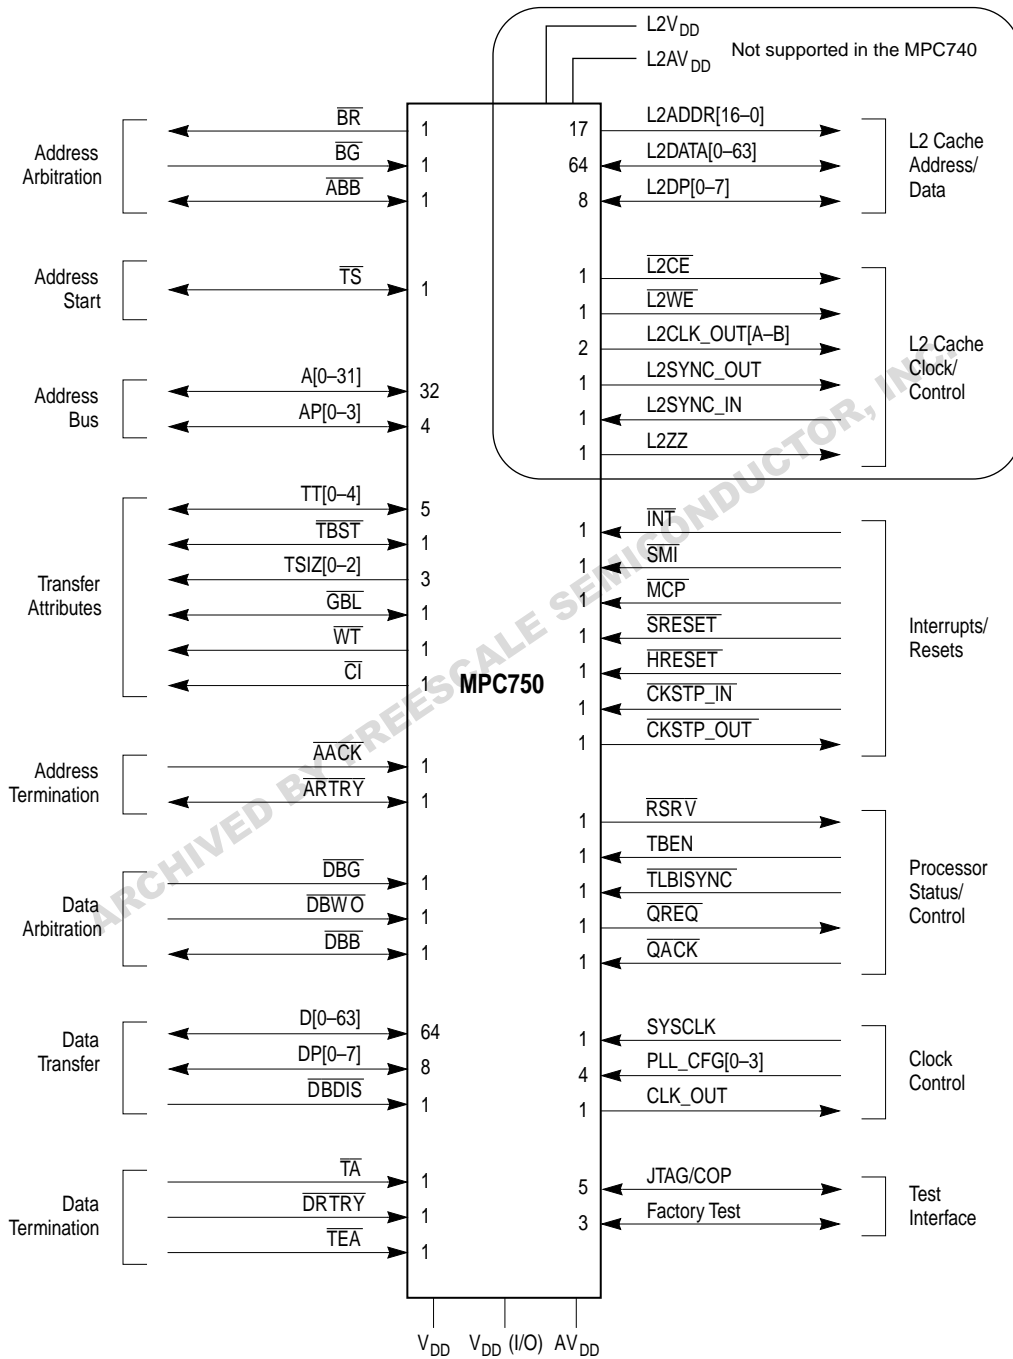 L2VDD
L2AVDD
Not supported in the MPC740
Address
Arbitration
BR 1
BG 1
ABB 1
Address
Start
TS 1
Address
Bus
A[0–31] 32
AP[0–3] 4
Transfer
Attributes
TT[0–4] 5
TBST 1
TSIZ[0–2] 3
GBL 1
WT 1
CI 1
Address
Termination
AACK 1
ARTRY 1
Data
Arbitration
DBG 1
DBWO 1
DBB 1
Data
Transfer
D[0–63] 64
DP[0–7] 8
DBDIS 1
Data
Termination
TA 1
DRTRY 1
TEA 1
MPC750
17 L2ADDR[16–0]
64 L2DATA[0–63]
8 L2DP[0–7]
L2 Cache
Address/
Data
1 L2CE
1 L2WE
2 L2CLK_OUT[A–B]
1 L2SYNC_OUT
1 L2SYNC_IN
1 L2ZZ
L2 Cache
Clock/
Control
1 INT
1 SMI
1 MCP
1 SRESET
1 HRESET
1 CKSTP_IN
1 CKSTP_OUT
Interrupts/
Resets
1 RSRV
1 TBEN
1 TLBISYNC
1 QREQ
1 QACK
Processor
Status/
Control
1 SYSCLK
4 PLL_CFG[0–3]
1 CLK_OUT
Clock
Control
5 JTAG/COP
3 Factory Test
Test
Interface
VDD VDD (I/O) AVDD
ARCHIVED BY FREESCALE SEMICONDUCTOR, INC.